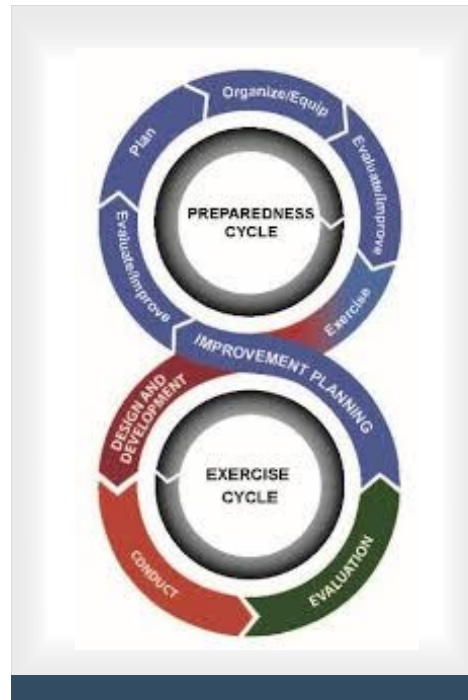 Organize/Equip
Plan
Evaluate/Improve
PREPAREDNESS
CYCLE
Evaluate/Improve
Exercise
IMPROVEMENT PLANNING
DESIGN AND
DEVELOPMENT
EXERCISE
CYCLE
CONDUCT
EVALUATION